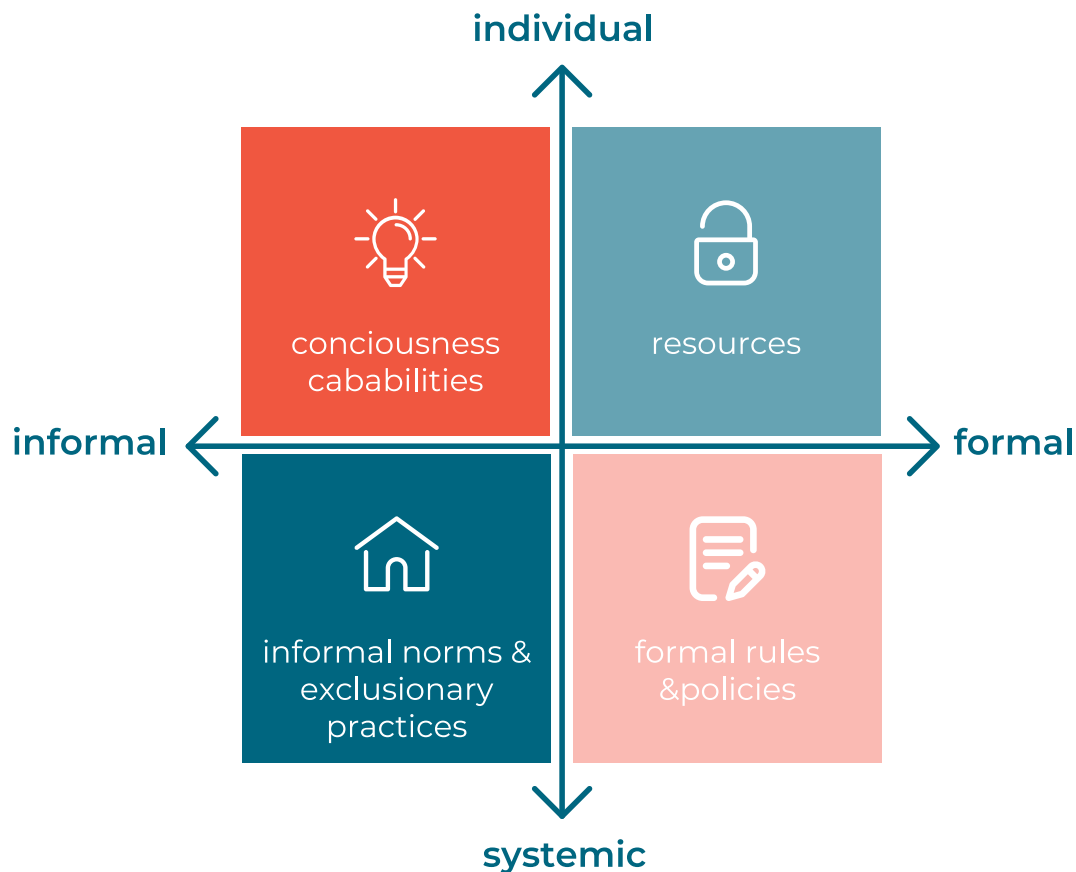 individual
conciousness
cababilities
resources
informal
formal
informal norms &
exclusionary
practices
formal rules
&policies
systemic